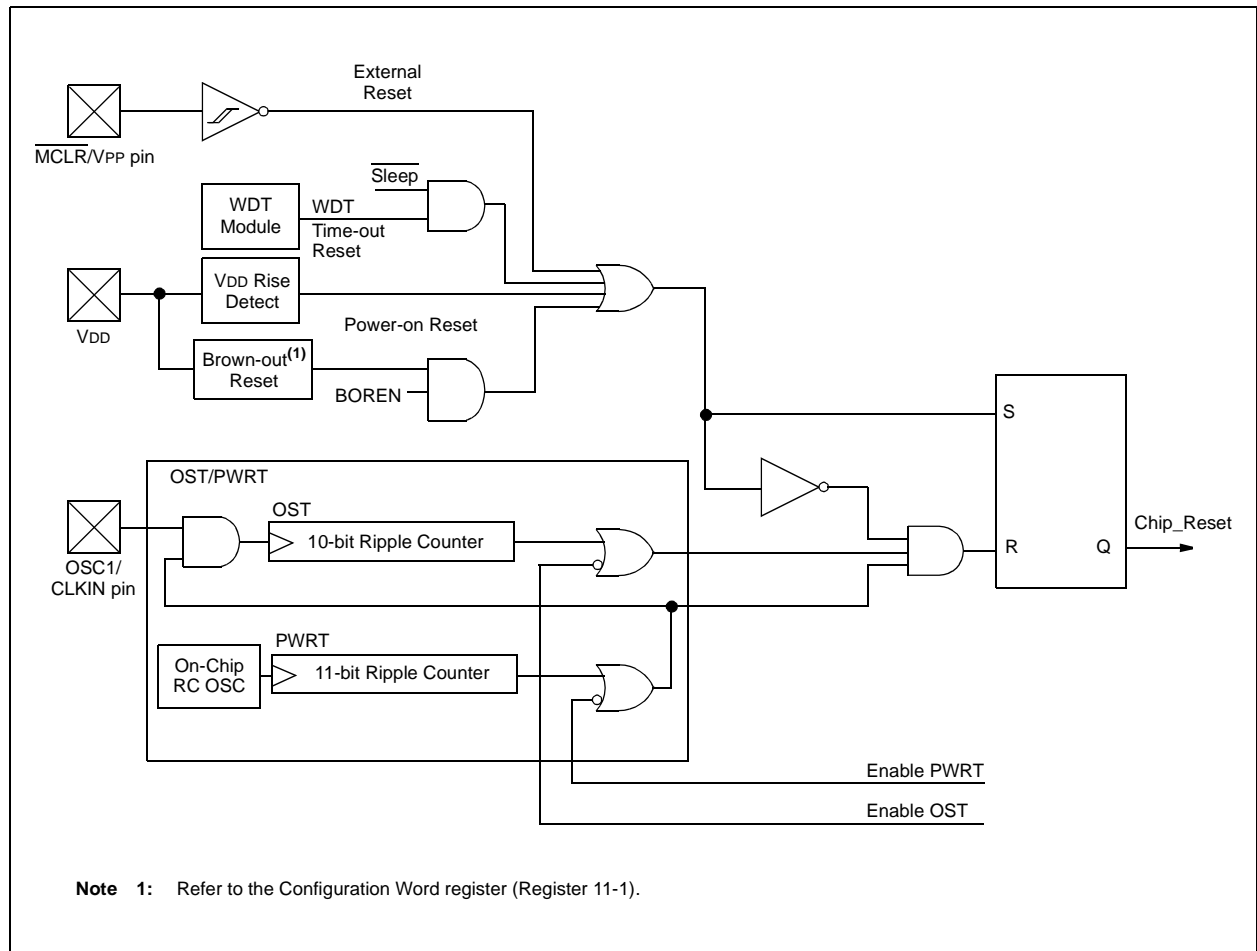 External
Reset
MCLR/VPP pin
Sleep
WDT
Module
WDT
Time-out
Reset
VDD Rise
Detect
VDD
Power-on Reset
Brown-out(1)
Reset
BOREN
S
OST/PWRT
OST
10-bit Ripple Counter
OSC1/
CLKIN pin
R
Q
Chip_Reset
PWRT
On-Chip
RC OSC
11-bit Ripple Counter
Enable PWRT
Enable OST
Note 1: Refer to the Configuration Word register (Register 11-1).